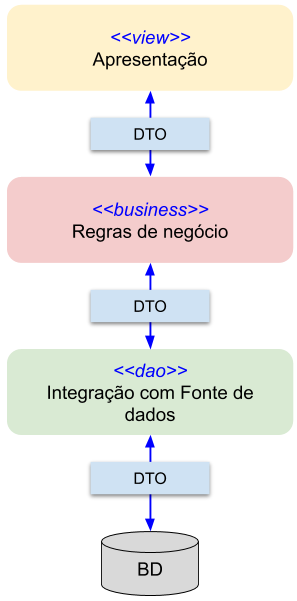 <<view>>
Apresentação
DTO
<<business>>
Regras de negócio
DTO
<<dao>>
Integração com Fonte de
dados
DTO
BD